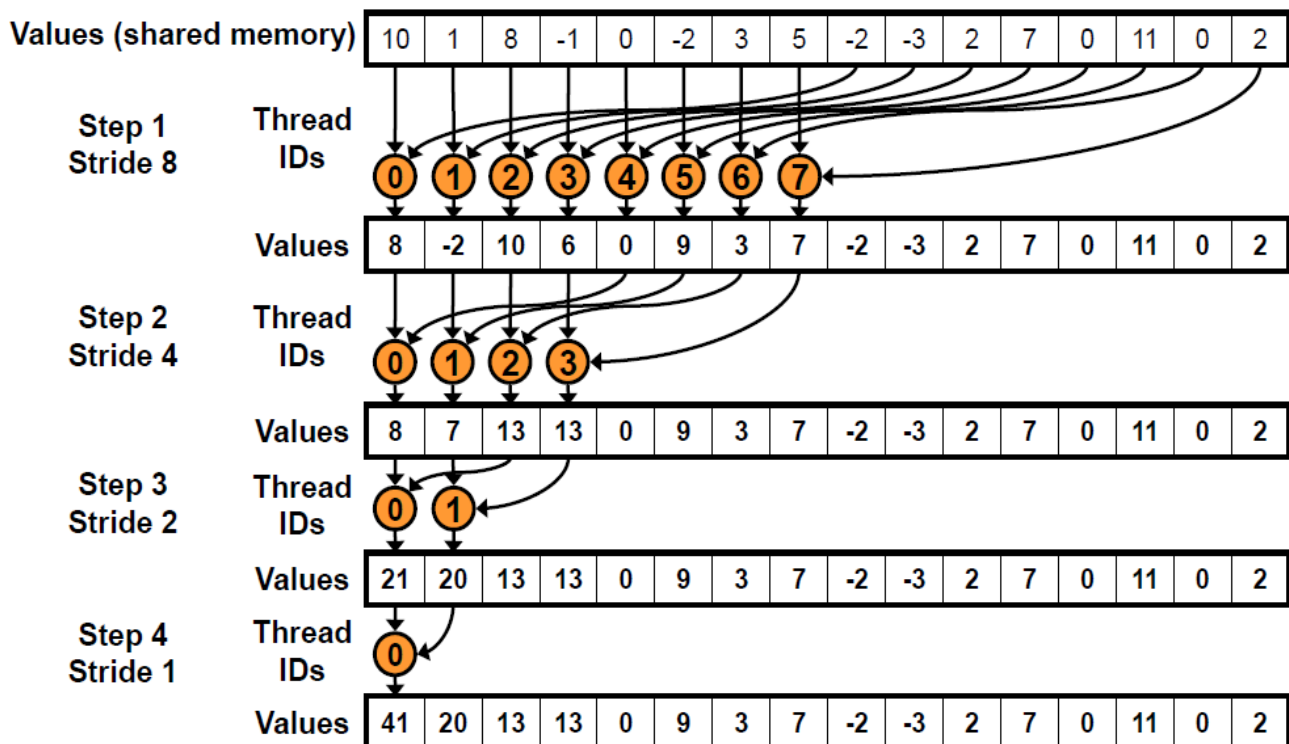 Values (shared memory) 10 1 8 -1 0 -2 3 5 -2 -3 2 7 0 11 0 2
Step 1 Thread
Stride 8 IDs
0 1 2 3 4 5 6 7
Values 8 -2 10 6 0 9 3 7 -2 -3 2 7 0 11 0 2
Step 2 Thread
Stride 4 IDs
0 1 2 3
Values 8 7 13 13 0 9 3 7 -2 -3 2 7 0 11 0 2
Step 3 Thread
Stride 2 IDs
0 1
Values 21 20 13 13 0 9 3 7 -2 -3 2 7 0 11 0 2
Step 4 Thread
Stride 1 IDs
0
Values 41 20 13 13 0 9 3 7 -2 -3 2 7 0 11 0 2